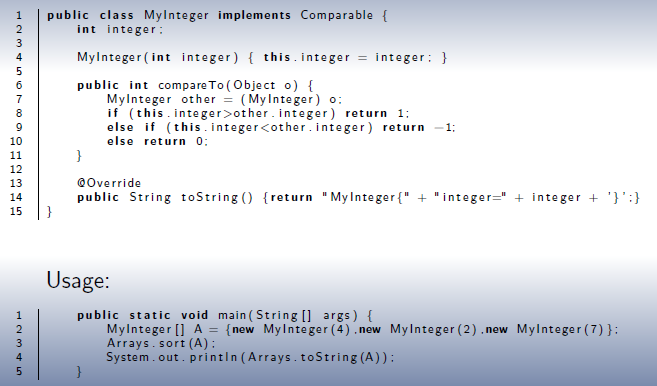 1 public class MyInteger implements Comparable {
2 int integer;
3
4 MyInteger(int integer) { this.integer = integer; }
5
6 public int compareTo(Object o) {
7 MyInteger other = (MyInteger) o;
8 if (this.integer>other.integer) return 1;
9 else if (this.integer<other.integer) return −1;
10 else return 0;
11 }
12
13 @Override
14 public String toString() {return "MyInteger{" + "integer=" + integer + '}';}
15 }
Usage:
1 public static void main(String[] args) {
2 MyInteger[] A = {new MyInteger(4),new MyInteger(2),new MyInteger(7)};
3 Arrays.sort(A);
4 System.out.println(Arrays.toString(A));
5 }